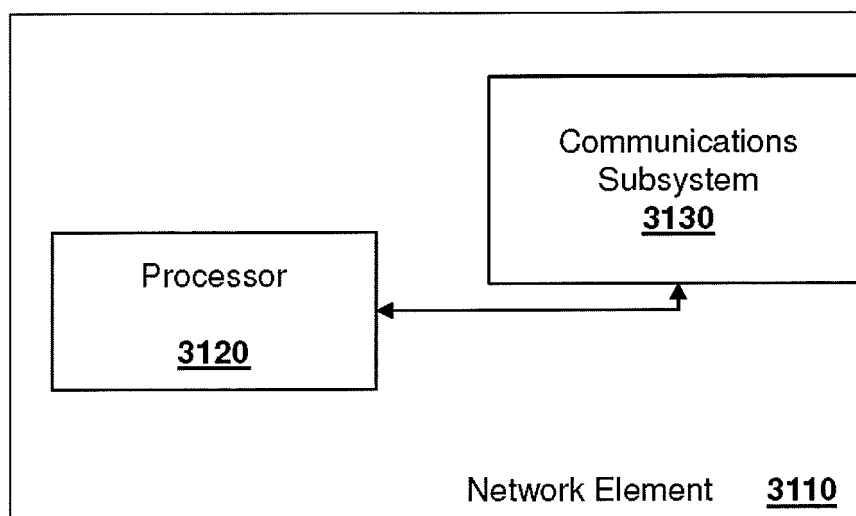 Communications
Subsystem
3130
Processor
3120
Network Element 3110